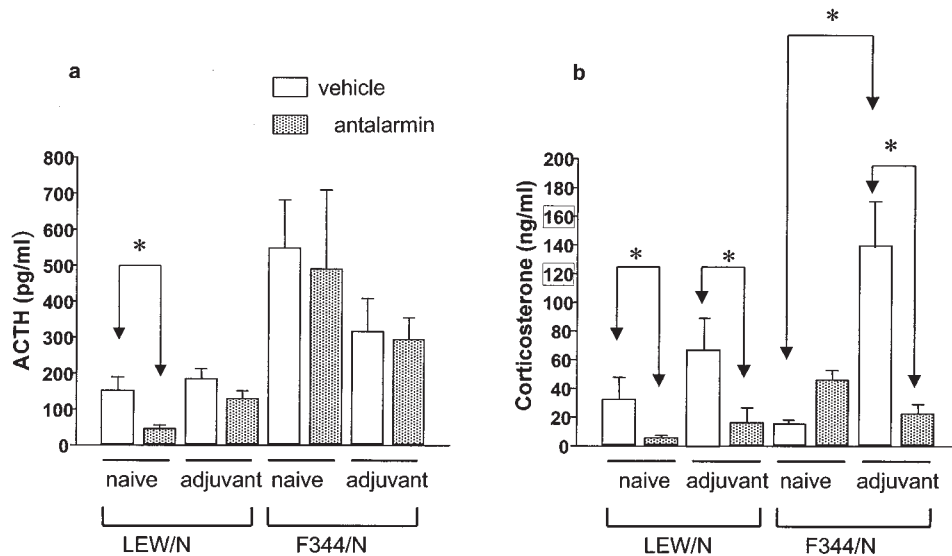 a
vehicle
antalarmin
ACTH (pg/ml)
800
700
600
500
400
300
200
100
0
*
naive adjuvant naive adjuvant
LEW/N F344/N
b
Corticosterone (ng/ml)
200
180
160
140
120
100
80
60
40
20
0
*
*
*
*
naive adjuvant naive adjuvant
LEW/N F344/N